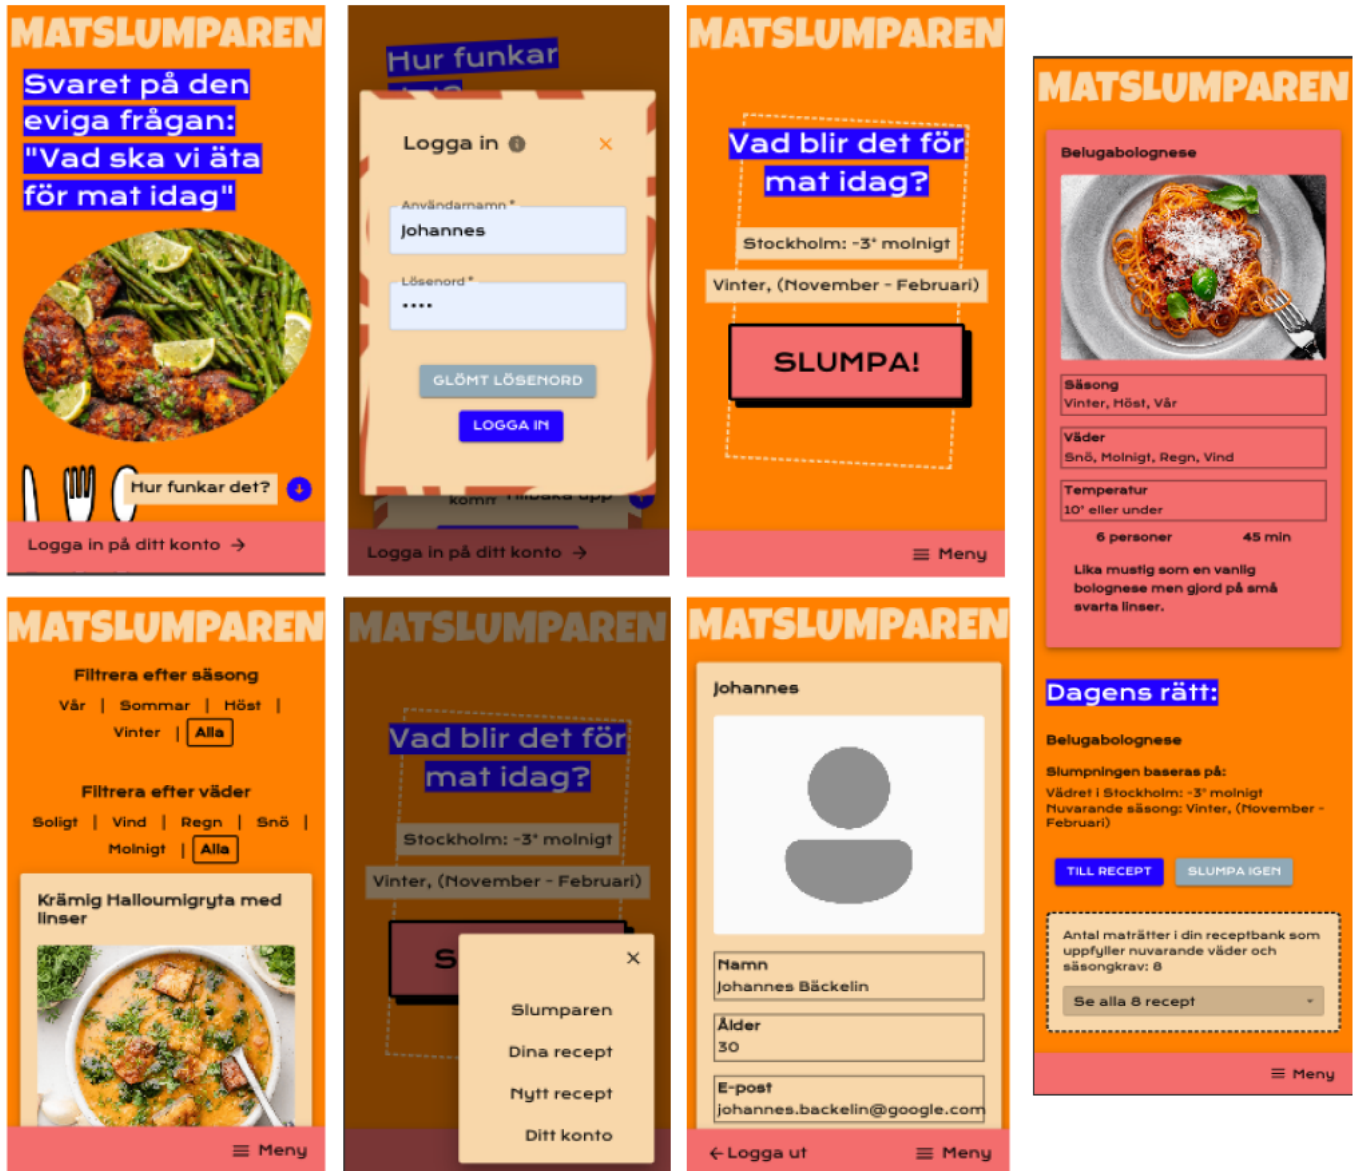 MATSLUMPAREN
Svaret på den
eviga frågan:
"Vad ska vi äta
för mat idag"
Hur funkar det?
Logga in på ditt konto →
Hur funkar
Logga in
Användarnamn *
Johannes
Lösenord *
••••
GLÖMT LÖSENORD
LOGGA IN
Tillbaka upp
Logga in på ditt konto →
MATSLUMPAREN
Vad blir det för
mat idag?
Stockholm: -3° molnigt
Vinter, (November - Februari)
SLUMPA!
Meny
MATSLUMPAREN
Belugabolognese
Säsong
Vinter, Höst, Vår
Väder
Snö, Molnigt, Regn, Vind
Temperatur
10° eller under
6 personer 45 min
Lika mustig som en vanlig
bolognese men gjord på små
svarta linser.
Dagens rätt:
Belugabolognese
Slumpningen baseras på:
Vädret i Stockholm: -3° molnigt
Nuvarande säsong: Vinter, (November -
Februari)
TILL RECEPT SLUMPA IGEN
Antal maträtter i din receptbank som
uppfyller nuvarande väder och
säsongkrav: 8
Se alla 8 recept
Meny
MATSLUMPAREN
Filtrera efter säsong
Vår | Sommar | Höst |
Vinter | Alla
Filtrera efter väder
Soligt | Vind | Regn | Snö |
Molnigt | Alla
Krämig Halloumigryta med
linser
Meny
MATSLUMPAREN
Vad blir det för
mat idag?
Stockholm: -3° molnigt
Vinter, (November - Februari)
S
Slumparen
Dina recept
Nytt recept
Ditt konto
MATSLUMPAREN
Johannes
Namn
Johannes Bäckelin
Ålder
30
E-post
johannes.backelin@google.com
← Logga ut
Meny